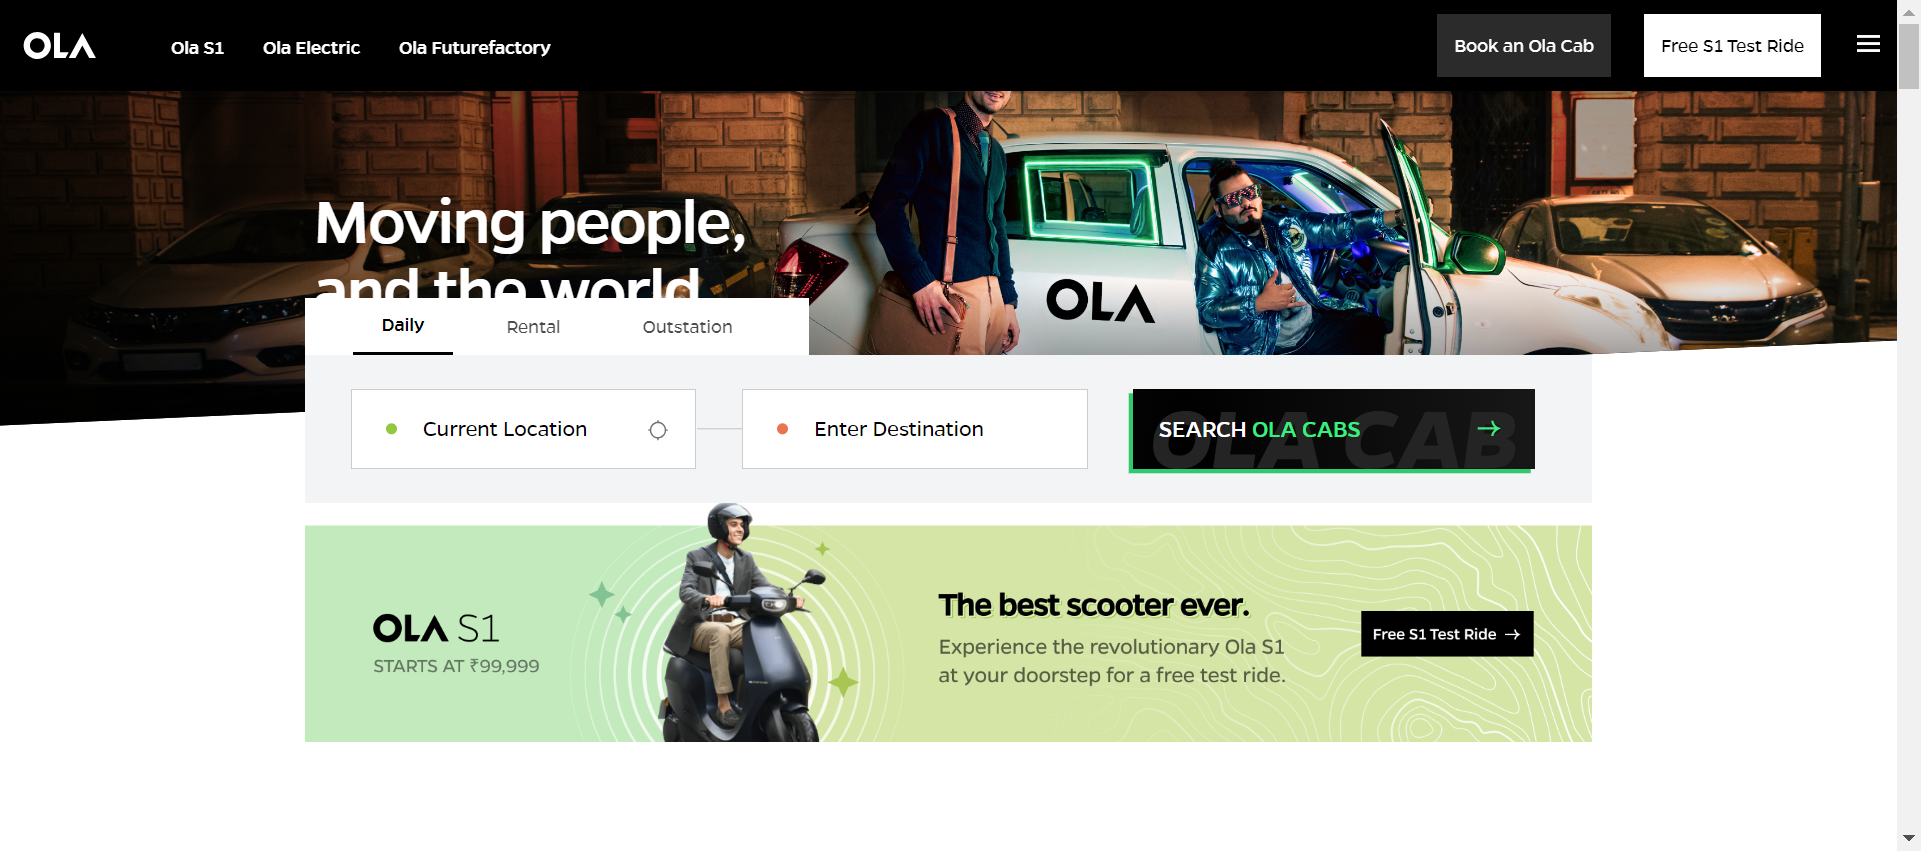 OLA
Ola S1
Ola Electric
Ola Futurefactory
Book an Ola Cab
Free S1 Test Ride
Moving people,
and the world
OLA
Daily
Rental
Outstation
Current Location
Enter Destination
OLA CAB
SEARCH OLA CABS
OLA S1
STARTS AT ₹99,999
The best scooter ever.
Experience the revolutionary Ola S1
at your doorstep for a free test ride.
Free S1 Test Ride